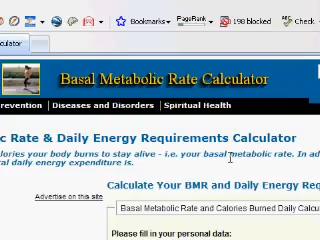 Bookmarks PageRank 198 blocked Check
alculator
Basal Metabolic Rate Calculator
revention Diseases and Disorders Spiritual Health
c Rate & Daily Energy Requirements Calculator
alories your body burns to stay alive - i.e. your basal metabolic rate. In ad
al daily energy expenditure is.
Calculate Your BMR and Daily Energy Req
Advertise on this site
Basal Metabolic Rate and Calories Burned Daily Calcu
Please fill in your personal data: